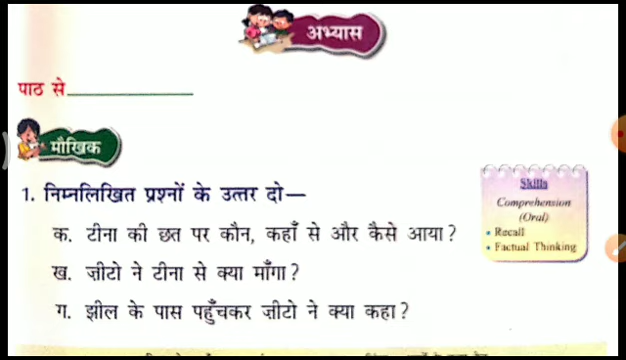 अभ्यास
पाठ से
मौखिक
1. निम्नलिखित प्रश्नों के उत्तर दो—
क. टीना की छत पर कौन, कहाँ से और कैसे आया?
ख. ज़ीटो ने टीना से क्या माँगा?
ग. झील के पास पहुँचकर ज़ीटो ने क्या कहा?
Skills
Comprehension
(Oral)
• Recall
• Factual Thinking